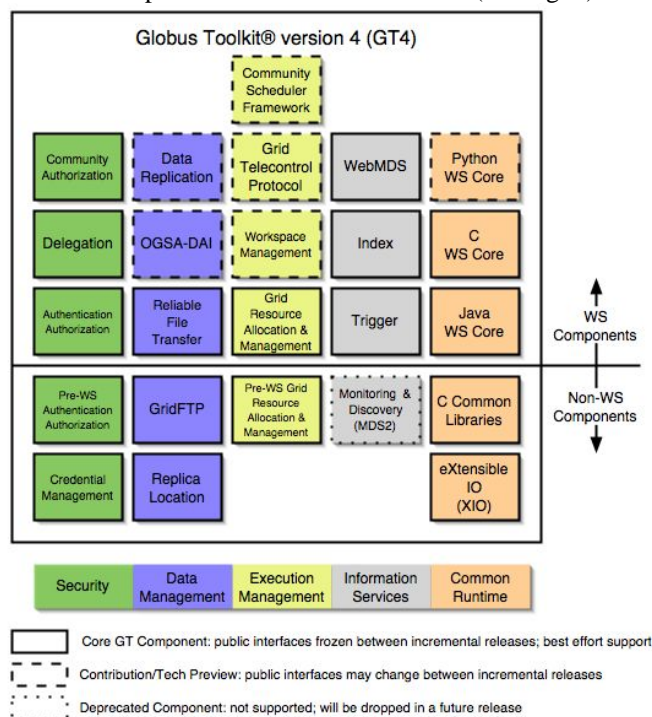 Globus Toolkit® version 4 (GT4)
Community
Scheduler
Framework
Community
Authorization
Data
Replication
Grid
Telecontrol
Protocol
WebMDS
Python
WS Core
Delegation
OGSA-DAI
Workspace
Management
Index
C
WS Core
Authentication
Authorization
Reliable
File
Transfer
Grid
Resource
Allocation &
Management
Trigger
Java
WS Core
WS
Components
Pre-WS
Authentication
Authorization
GridFTP
Pre-WS Grid
Resource
Allocation &
Management
Monitoring &
Discovery
(MDS2)
C Common
Libraries
Non-WS
Components
Credential
Management
Replica
Location
eXtensible
IO
(XIO)
Security
Data
Management
Execution
Management
Information
Services
Common
Runtime
Core GT Component: public interfaces frozen between incremental releases; best effort support
Contribution/Tech Preview: public interfaces may change between incremental releases
Deprecated Component: not supported; will be dropped in a future release